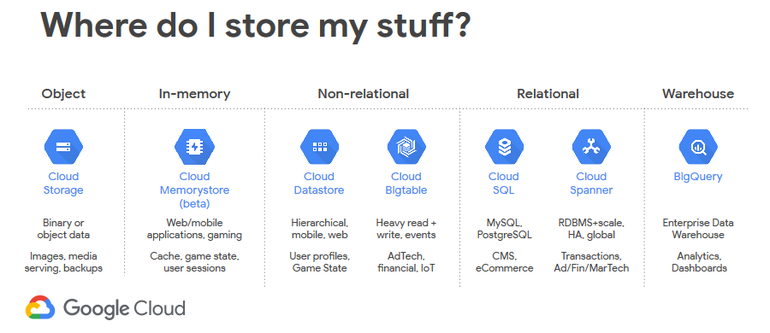 Where do I store my stuff?
Object
In-memory
Non-relational
Relational
Warehouse
Cloud
Storage
Binary or
object data
Images, media
serving, backups
Cloud
Memorystore
(beta)
Web/mobile
applications, gaming
Cache, game state,
user sessions
Cloud
Datastore
Hierarchical,
mobile, web
User profiles,
Game State
Cloud
Bigtable
Heavy read +
write, events
AdTech,
financial, IoT
Cloud
SQL
MySQL,
PostgreSQL
CMS,
eCommerce
Cloud
Spanner
RDBMS+scale,
HA, global
Transactions,
Ad/Fin/MarTech
BigQuery
Enterprise Data
Warehouse
Analytics,
Dashboards
Google Cloud